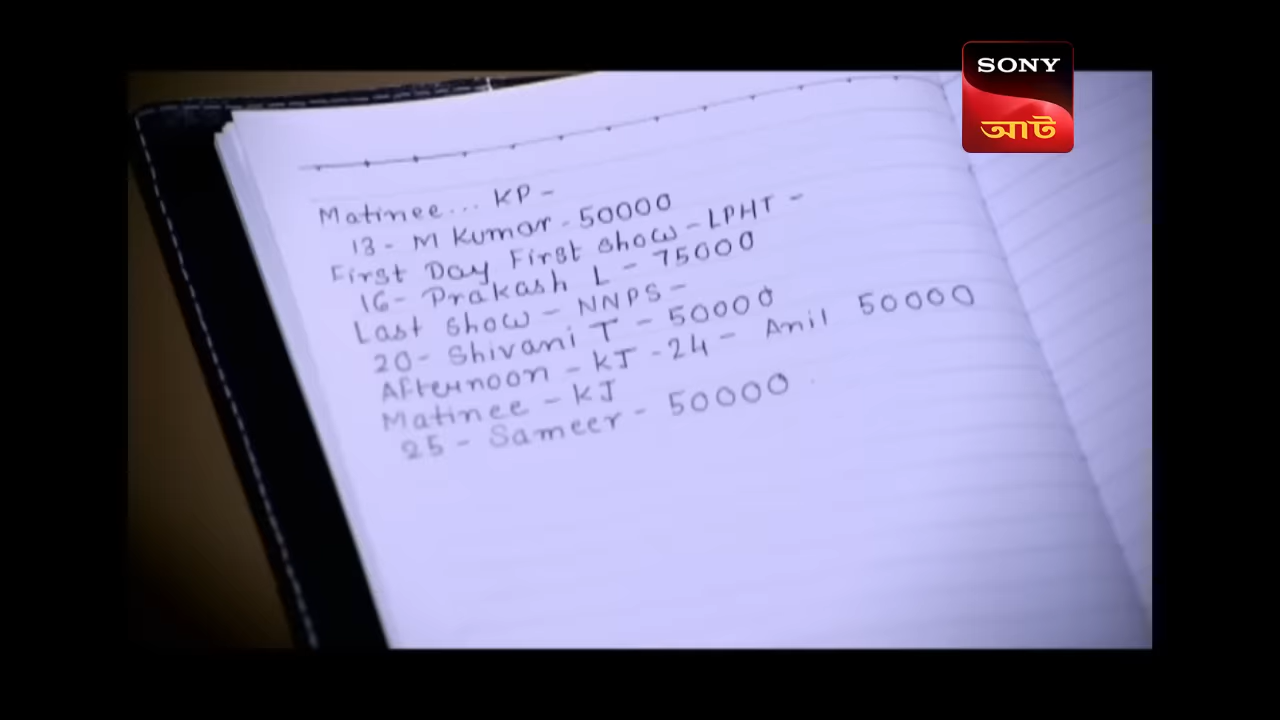 SONY
আট
Matinee... KP -
13 - M Kumar - 50000
First Day First show - LPHT -
16 - Prakash L - 75000
Last show - NNPS -
20 - Shivani T - 50000
Afternoon - KJ - 24 - Anil 50000
Matinee - KJ
25 - Sameer - 50000